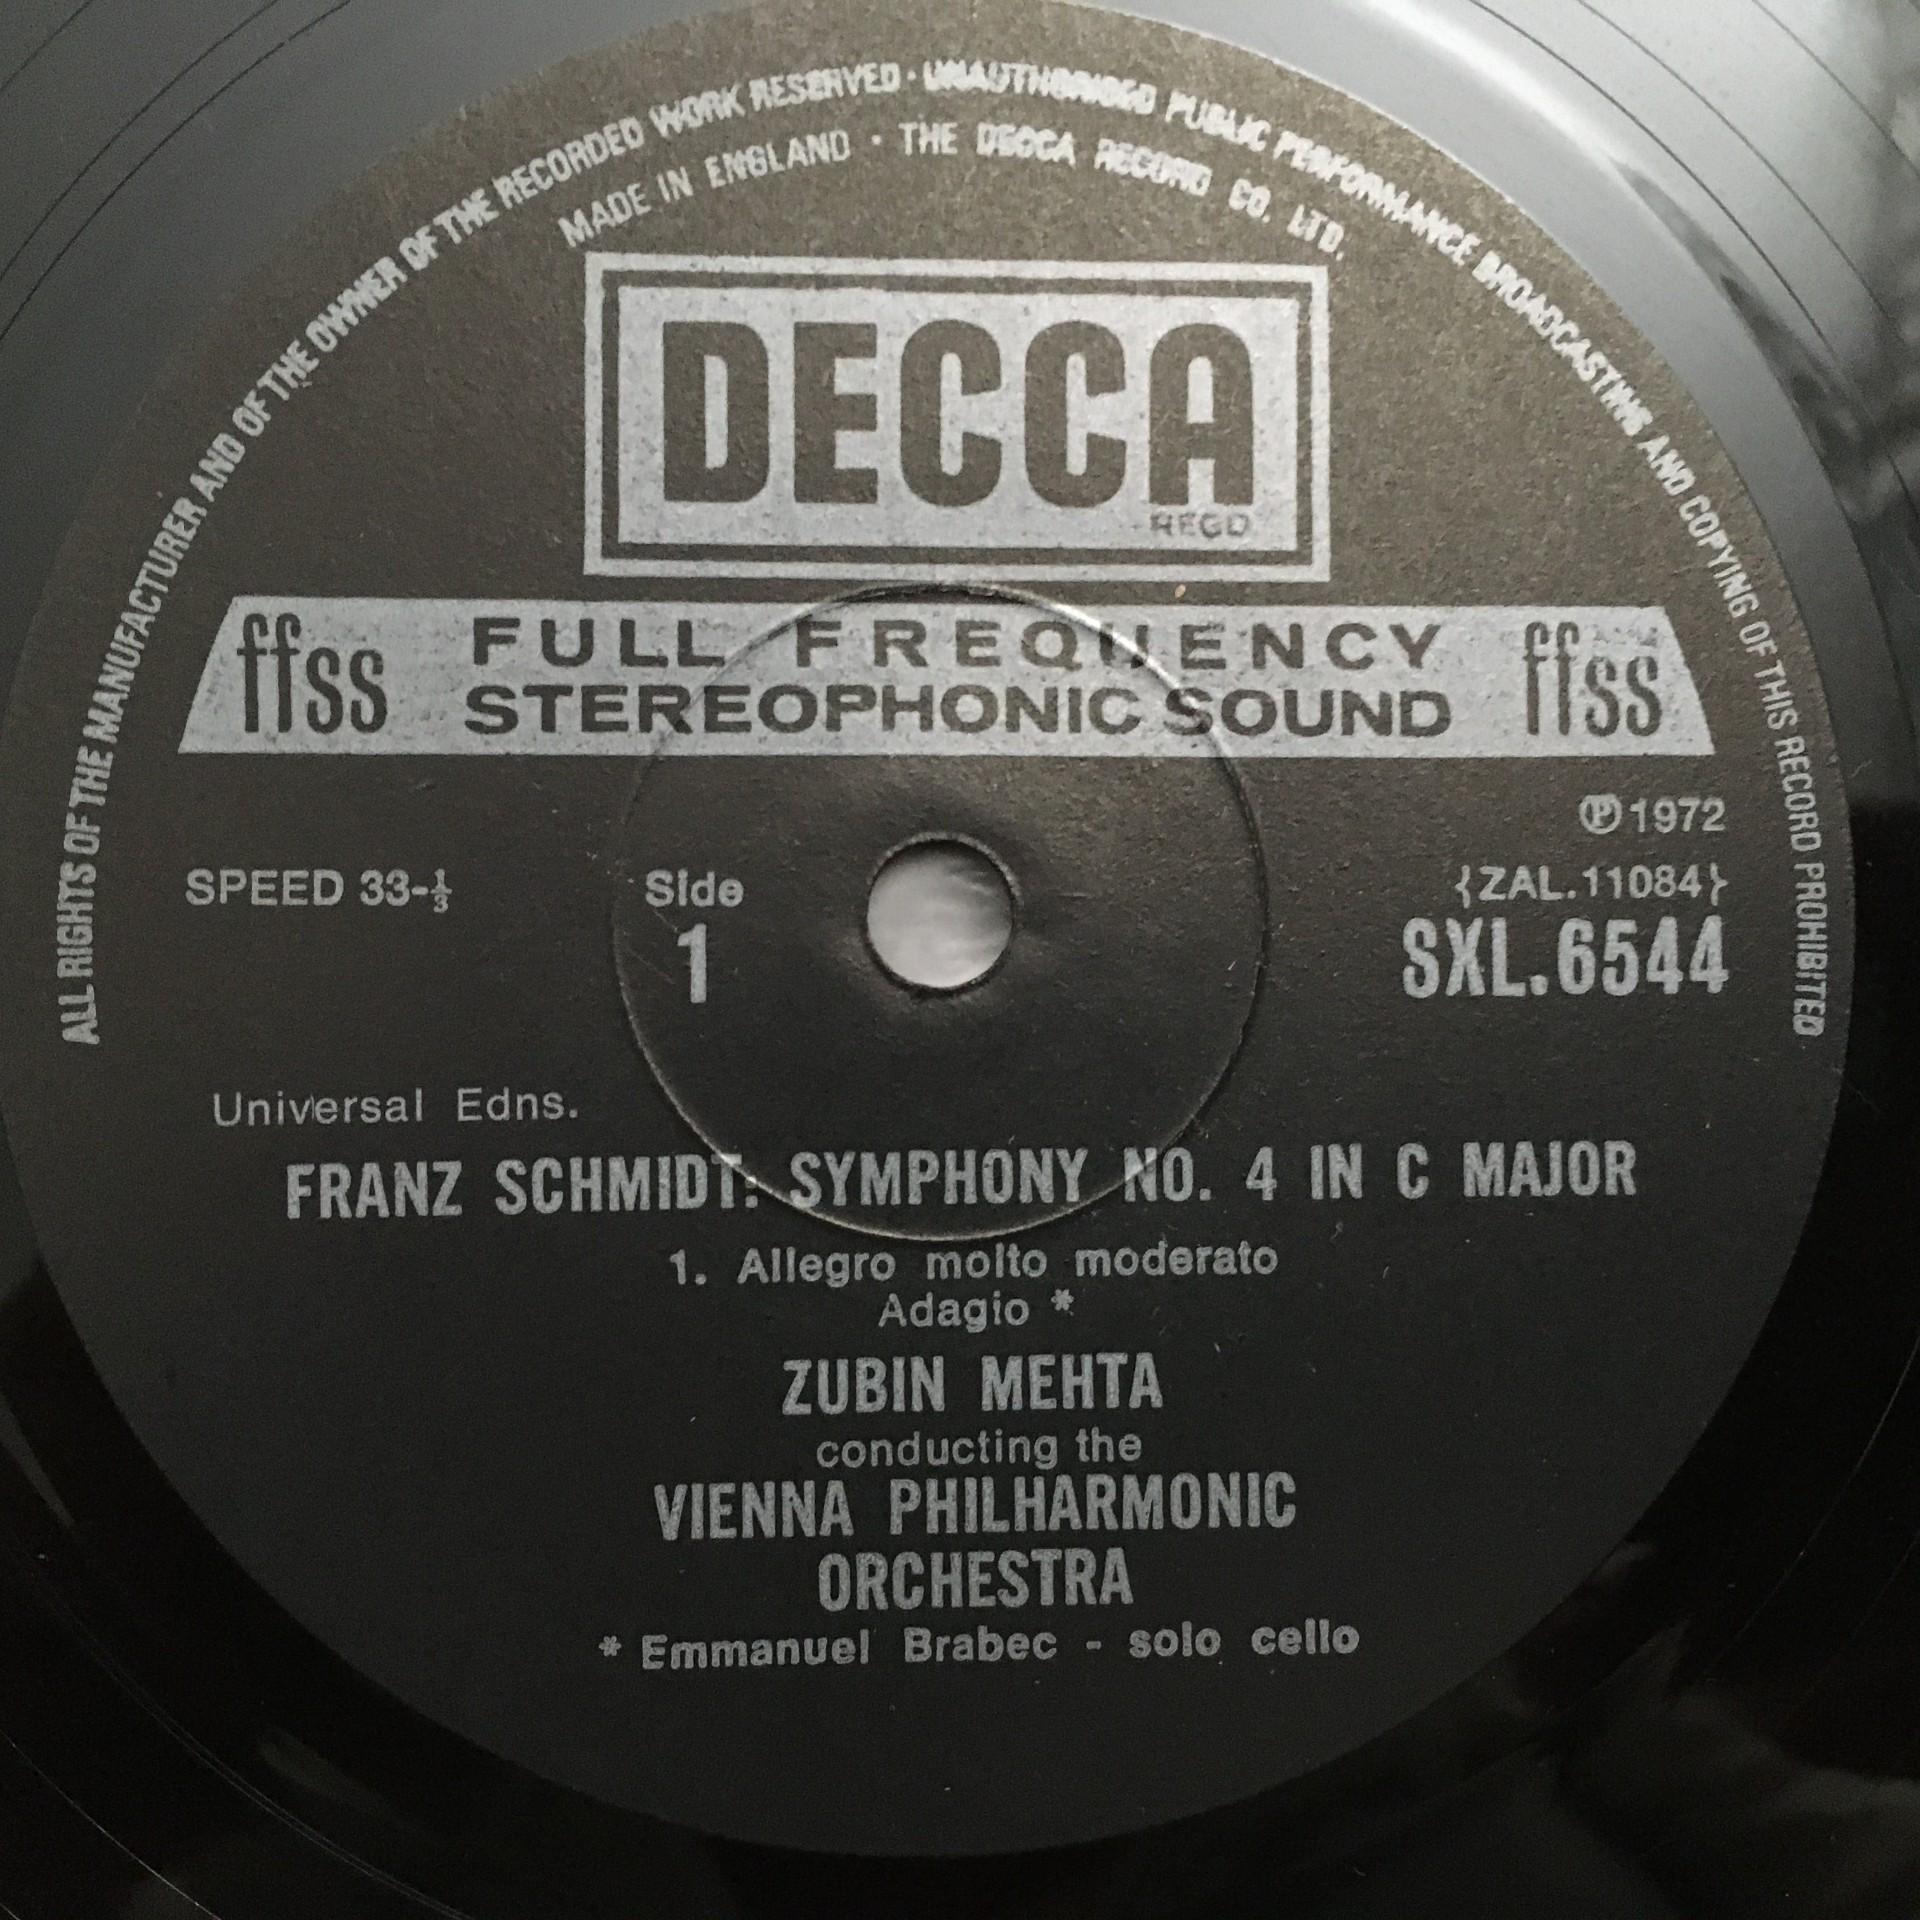 ALL RIGHTS OF THE MANUFACTURER AND OF THE OWNER OF THE RECORDED WORK RESERVED · UNAUTHORISED PUBLIC PERFORMANCE BROADCASTING AND COPYING OF THIS RECORD PROHIBITED
MADE IN ENGLAND · THE DECCA RECORD CO. LTD.
DECCA
REGD
ffss FULL FREQUENCY STEREOPHONIC SOUND ffss
℗ 1972
SPEED 33-⅓
Side
1
{ZAL.11084}
SXL.6544
Universal Edns.
FRANZ SCHMIDT: SYMPHONY NO. 4 IN C MAJOR
1. Allegro molto moderato
Adagio *
ZUBIN MEHTA
conducting the
VIENNA PHILHARMONIC
ORCHESTRA
* Emmanuel Brabec - solo cello